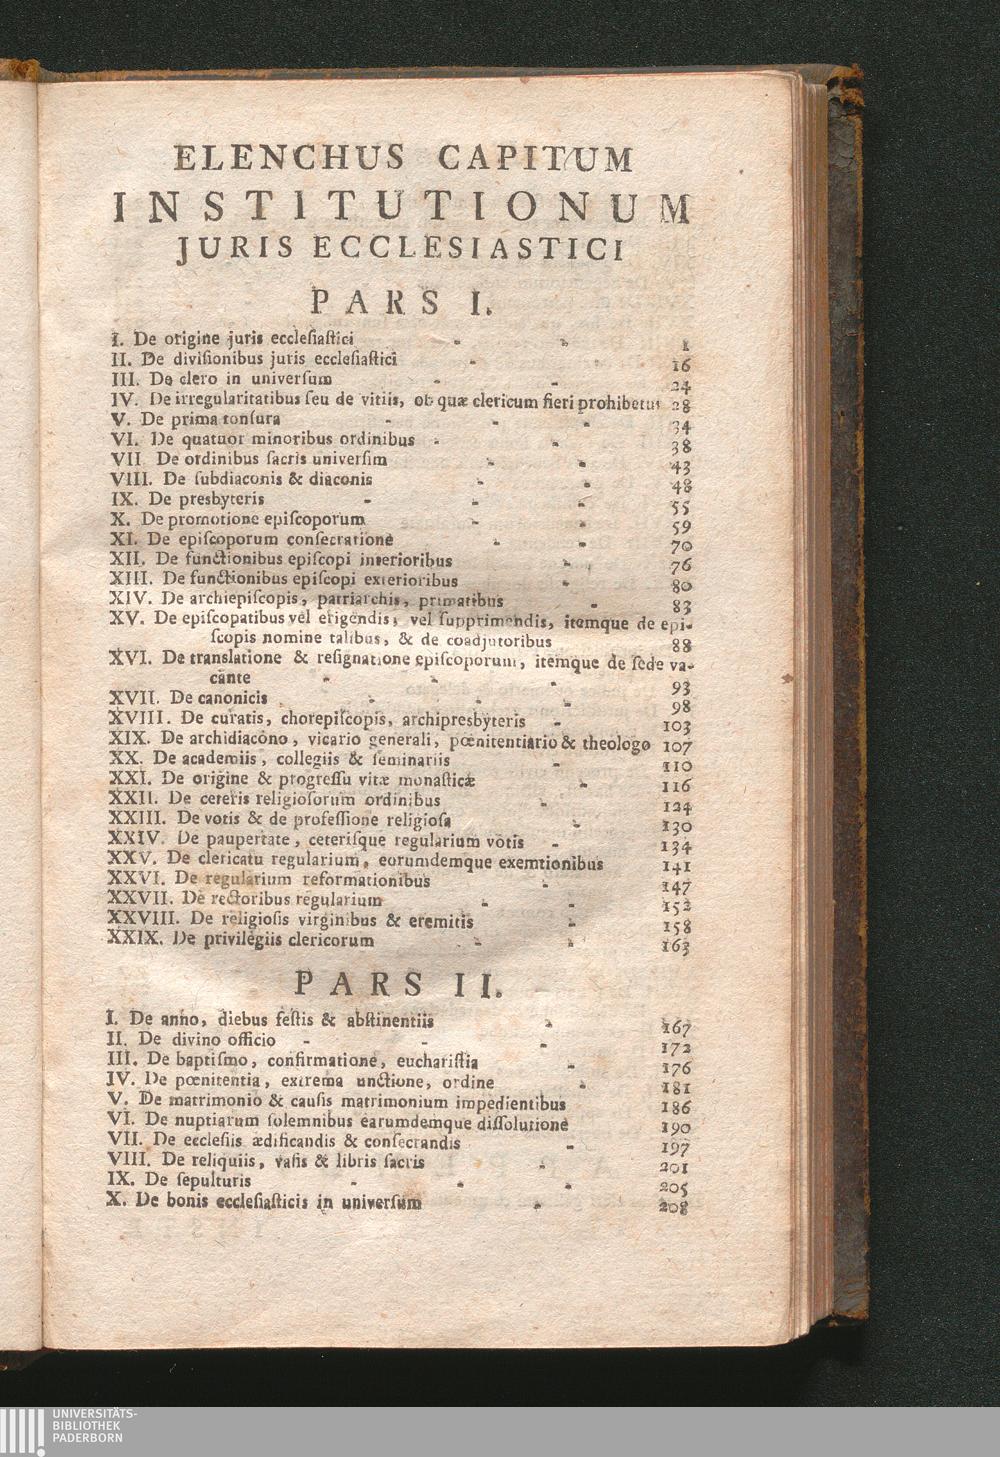 ELENCHUS CAPITUM
INSTITUTIONUM
JURIS ECCLESIASTICI
PARS I.
I. De origine juris ecclesiaſtici - - 1
II. De diviſionibus juris ecclesiaſtici - 16
III. De clero in univerſum - - 24
IV. De irregularitatibus ſeu de vitiis, ob quæ clericum fieri prohibetur 28
V. De prima tonſura - - - 34
VI. De quatuor minoribus ordinibus - - 38
VII De ordinibus ſacris univerſim - - 43
VIII. De ſubdiaconis & diaconis - - 48
IX. De presbyteris - - - 55
X. De promotione epiſcoporum - - 59
XI. De epiſcoporum conſecratione - - 70
XII. De functionibus epiſcopi interioribus - 76
XIII. De functionibus epiſcopi exterioribus - 80
XIV. De archiepiſcopis, patriarchis, primatibus - 83
XV. De epiſcopatibus vel erigendis, vel ſupprimendis, itemque de epi-
ſcopis nomine talibus, & de coadjutoribus 88
XVI. De translatione & reſignatione epiſcoporum, itemque de ſede va-
cante - - - 93
XVII. De canonicis - - - 98
XVIII. De curatis, chorepiſcopis, archipresbyteris - 103
XIX. De archidiacono, vicario generali, pœnitentiario & theologo 107
XX. De academiis, collegiis & ſeminariis - 110
XXI. De origine & progreſſu vitæ monaſticæ - 116
XXII. De ceteris religioſorum ordinibus - 124
XXIII. De votis & de profeſſione religioſa - 130
XXIV. De paupertate, ceteriſque regularium votis - 134
XXV. De clericatu regularium, eorumdemque exemtionibus 141
XXVI. De regularium reformationibus - 147
XXVII. De rectoribus regularium - - 152
XXVIII. De religioſis virginibus & eremitis - 158
XXIX. De privilegiis clericorum - - 163
PARS II.
I. De anno, diebus feſtis & abſtinentiis - 167
II. De divino officio - - - 172
III. De baptiſmo, confirmatione, euchariſtia - 176
IV. De pœnitentia, extrema unctione, ordine - 181
V. De matrimonio & cauſis matrimonium impedientibus 186
VI. De nuptiarum ſolemnibus earumdemque diſſolutione 190
VII. De eccleſiis ædificandis & conſecrandis - 197
VIII. De reliquiis, vaſis & libris ſacris - 201
IX. De ſepulturis - - - 205
X. De bonis eccleſiaſticis in univerſum - 208
UNIVERSITÄTS-
BIBLIOTHEK
PADERBORN